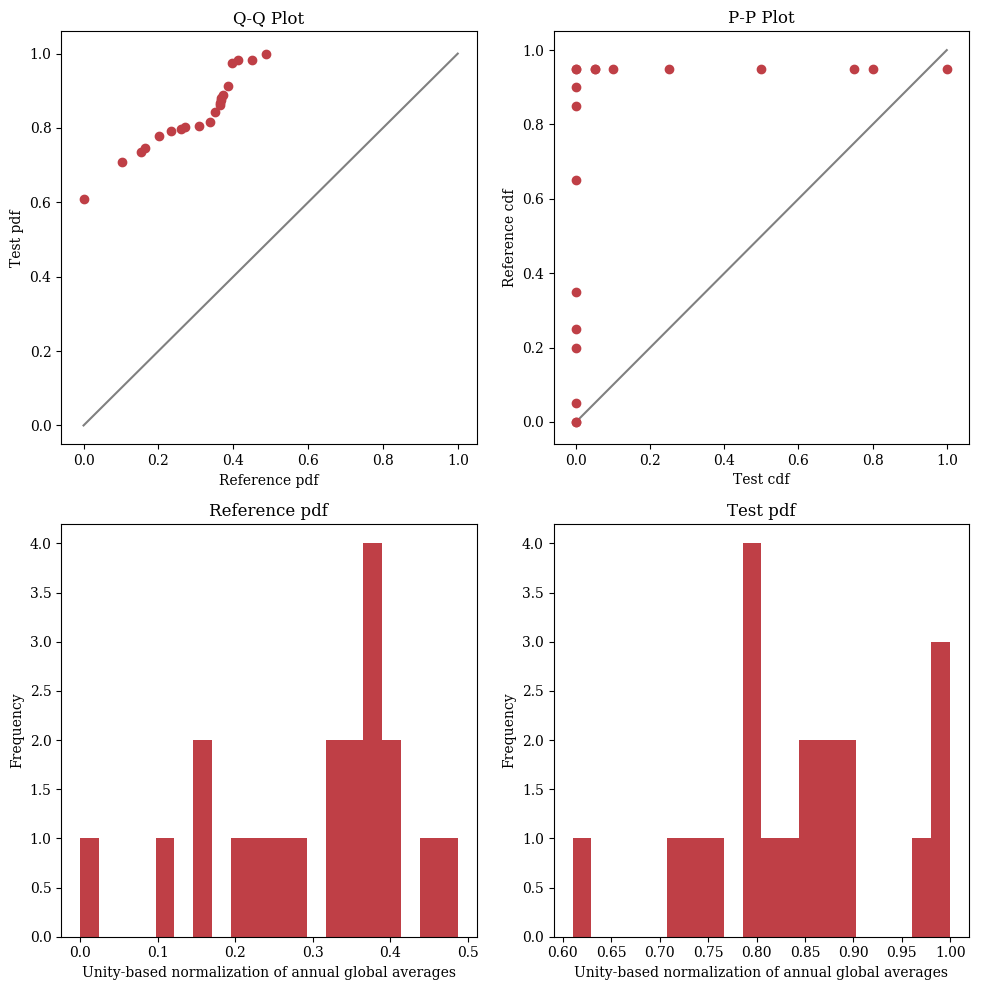 Q-Q Plot
Test pdf
1.0
0.8
0.6
0.4
0.2
0.0
0.0 0.2 0.4 0.6 0.8 1.0
Reference pdf
P-P Plot
Reference cdf
1.0
0.8
0.6
0.4
0.2
0.0
0.0 0.2 0.4 0.6 0.8 1.0
Test cdf
Reference pdf
Frequency
4.0
3.5
3.0
2.5
2.0
1.5
1.0
0.5
0.0
0.0 0.1 0.2 0.3 0.4 0.5
Unity-based normalization of annual global averages
Test pdf
Frequency
4.0
3.5
3.0
2.5
2.0
1.5
1.0
0.5
0.0
0.60 0.65 0.70 0.75 0.80 0.85 0.90 0.95 1.00
Unity-based normalization of annual global averages